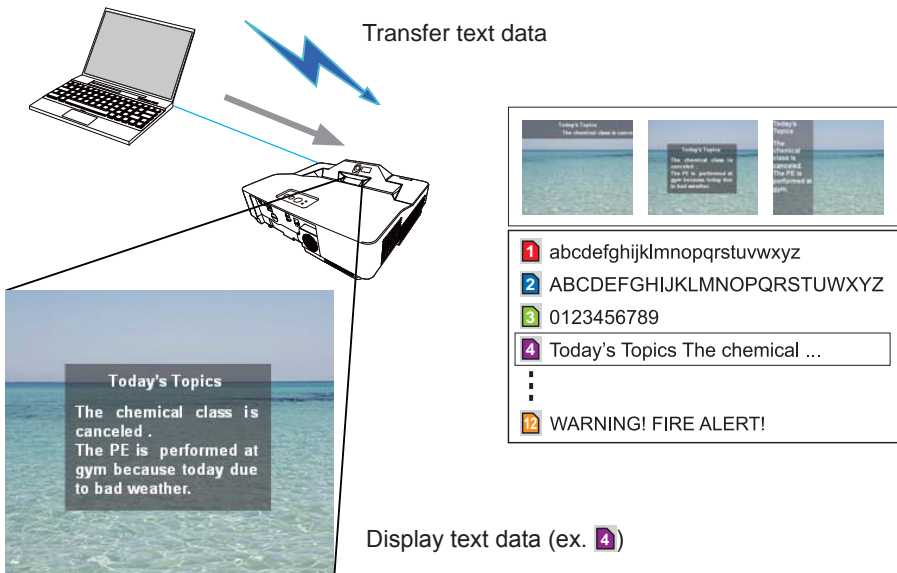 Transfer text data
Today's Topics
The chemical class is cance
Today's Topics
The chemical class is
canceled .
The PE is performed at
gym because today due
to bad weather.
Today's
Topics
The
chemical
class is
canceled.
The PE is
performed at
gym.
1 abcdefghijklmnopqrstuvwxyz
2 ABCDEFGHIJKLMNOPQRSTUWXYZ
3 0123456789
4 Today’s Topics The chemical ...
12 WARNING! FIRE ALERT!
Today's Topics
The chemical class is
canceled .
The PE is performed at
gym because today due
to bad weather.
Display text data (ex. 4)